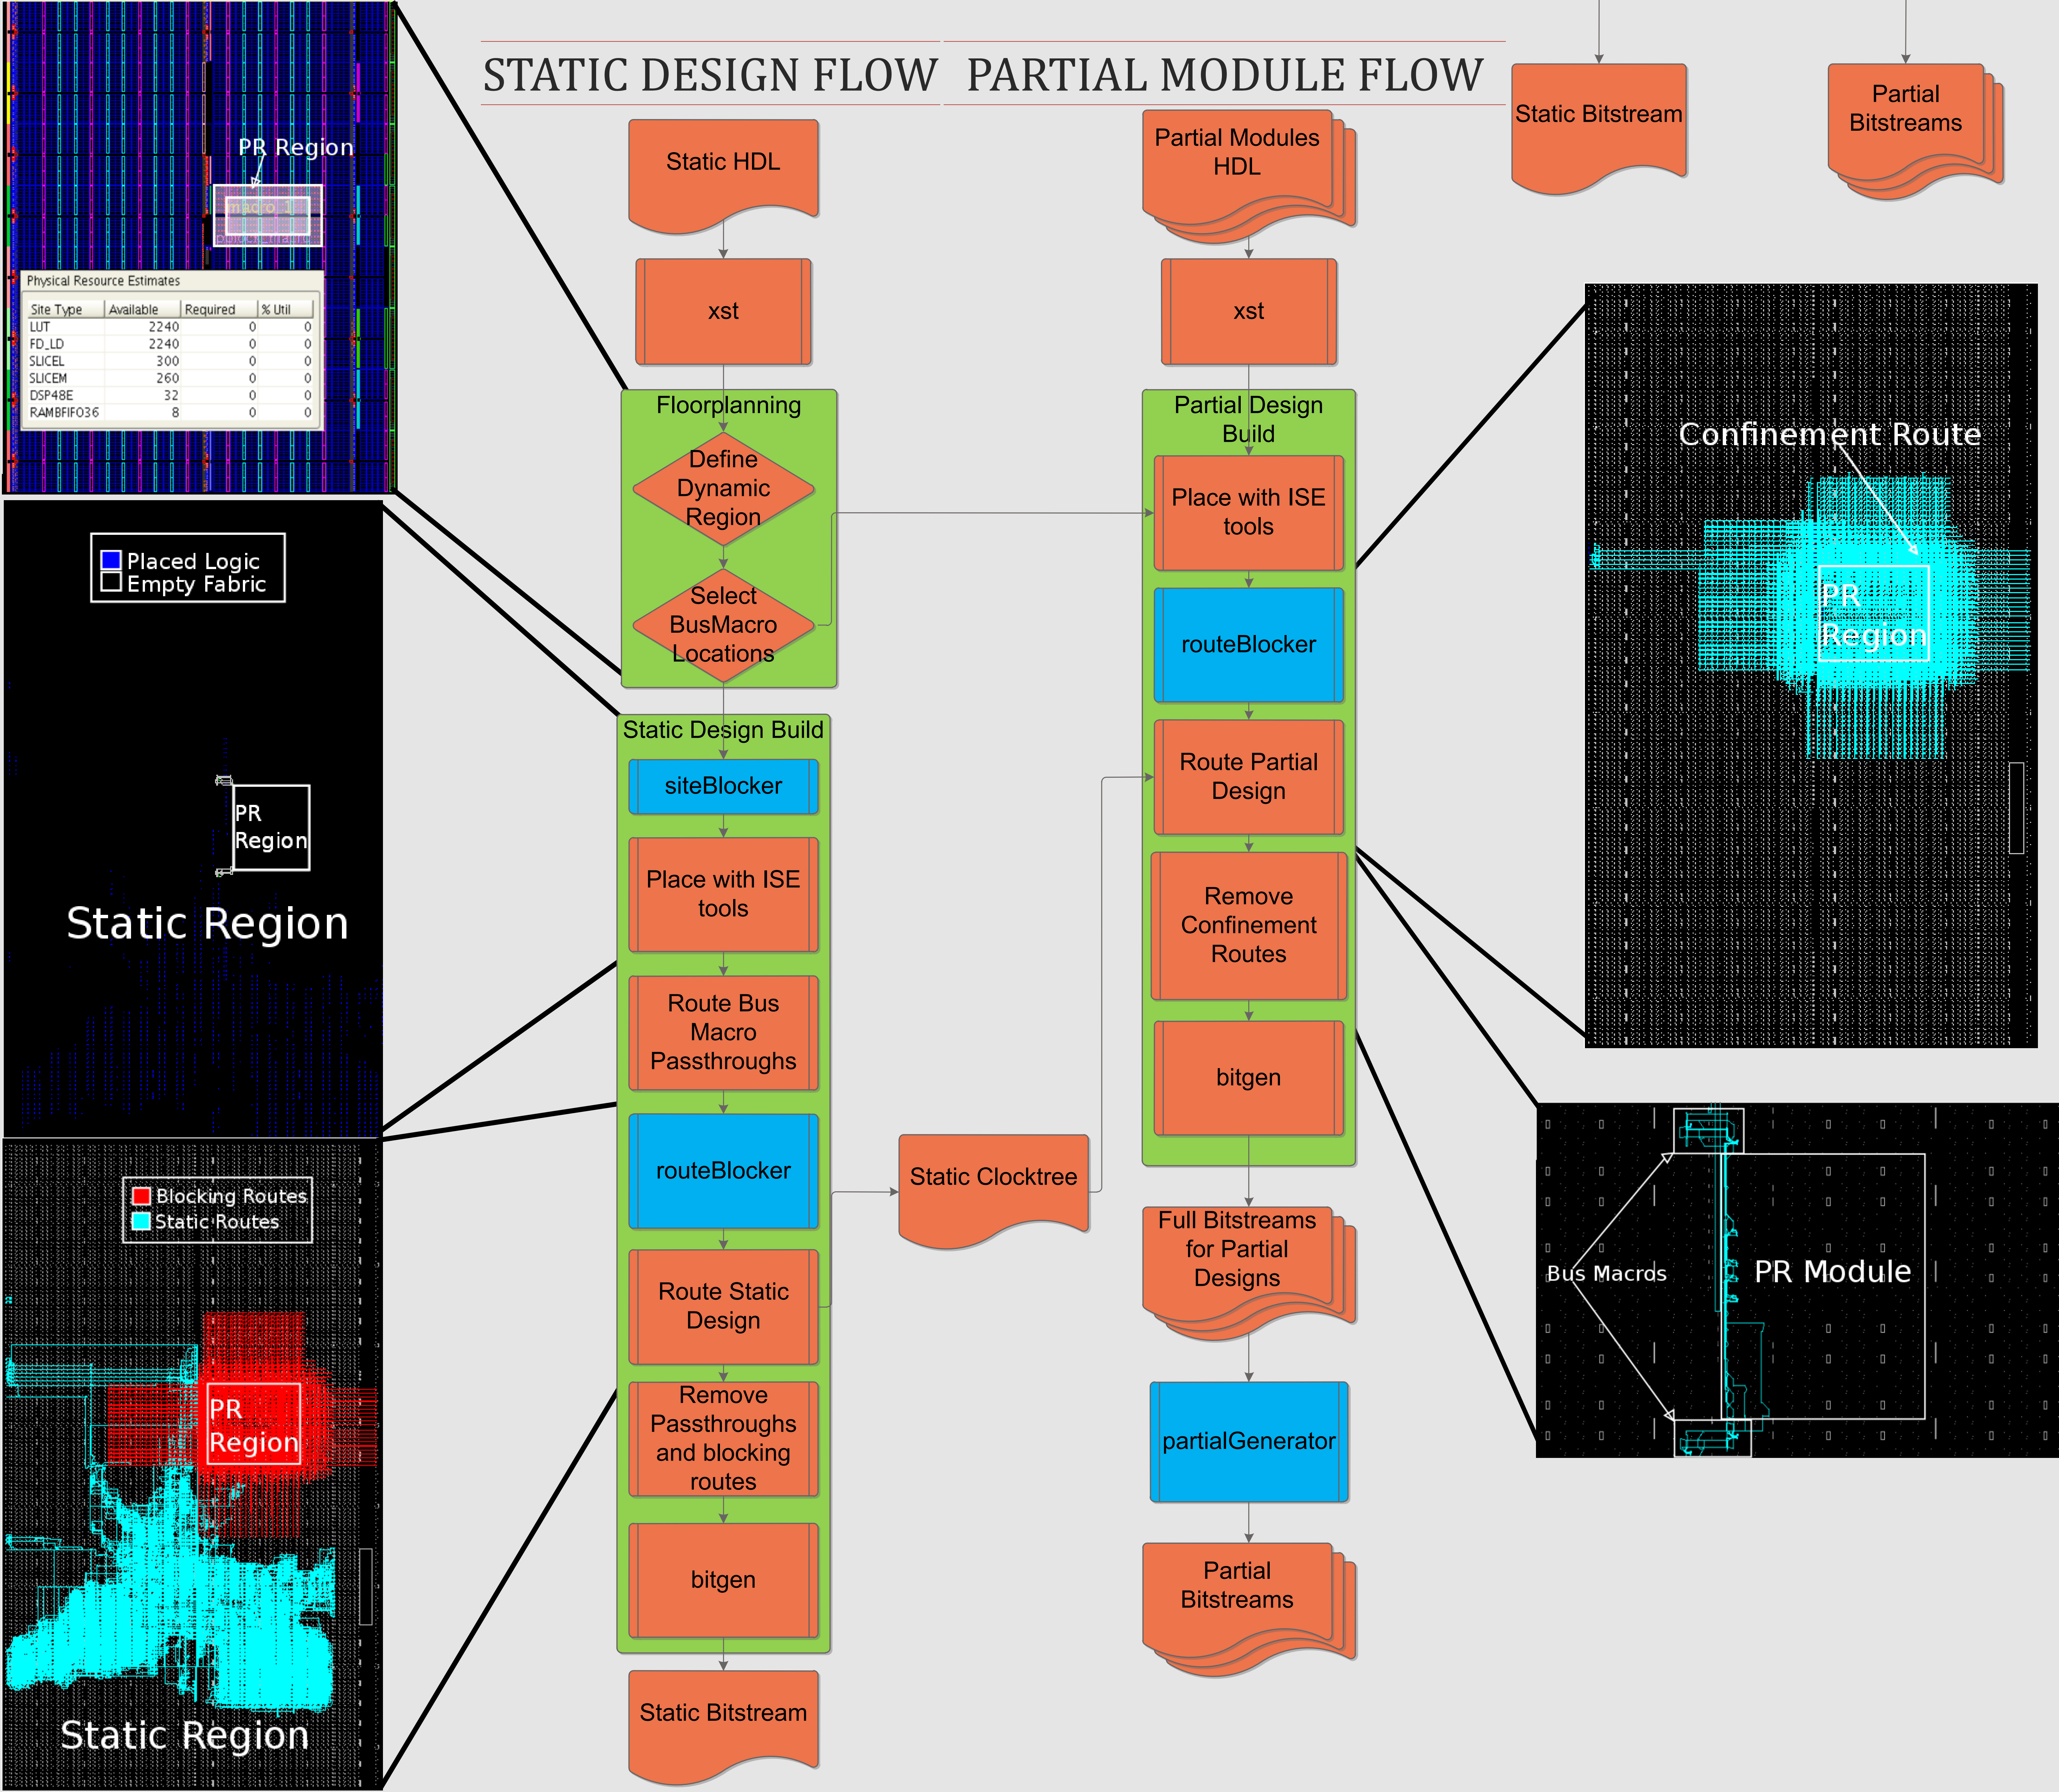 STATIC DESIGN FLOW
PARTIAL MODULE FLOW
Static HDL
xst
Floorplanning
Define
Dynamic
Region
Select
BusMacro
Locations
Static Design Build
siteBlocker
Place with ISE
tools
Route Bus
Macro
Passthroughs
routeBlocker
Route Static
Design
Remove
Passthroughs
and blocking
routes
bitgen
Static Bitstream
Static Clocktree
Partial Modules
HDL
xst
Partial Design
Build
Place with ISE
tools
routeBlocker
Route Partial
Design
Remove
Confinement
Routes
bitgen
Full Bitstreams
for Partial
Designs
partialGenerator
Partial
Bitstreams
Static Bitstream
Partial
Bitstreams
PR Region
macro_1
Physical Resource Estimates
Site Type Available Required % Util
LUT 2240 0 0
FD_LD 2240 0 0
SLICEL 300 0 0
SLICEM 260 0 0
DSP48E 32 0 0
RAMBFIFO36 8 0 0
Placed Logic
Empty Fabric
PR
Region
Static Region
Blocking Routes
Static Routes
PR
Region
Static Region
Confinement Route
PR
Region
Bus Macros
PR Module